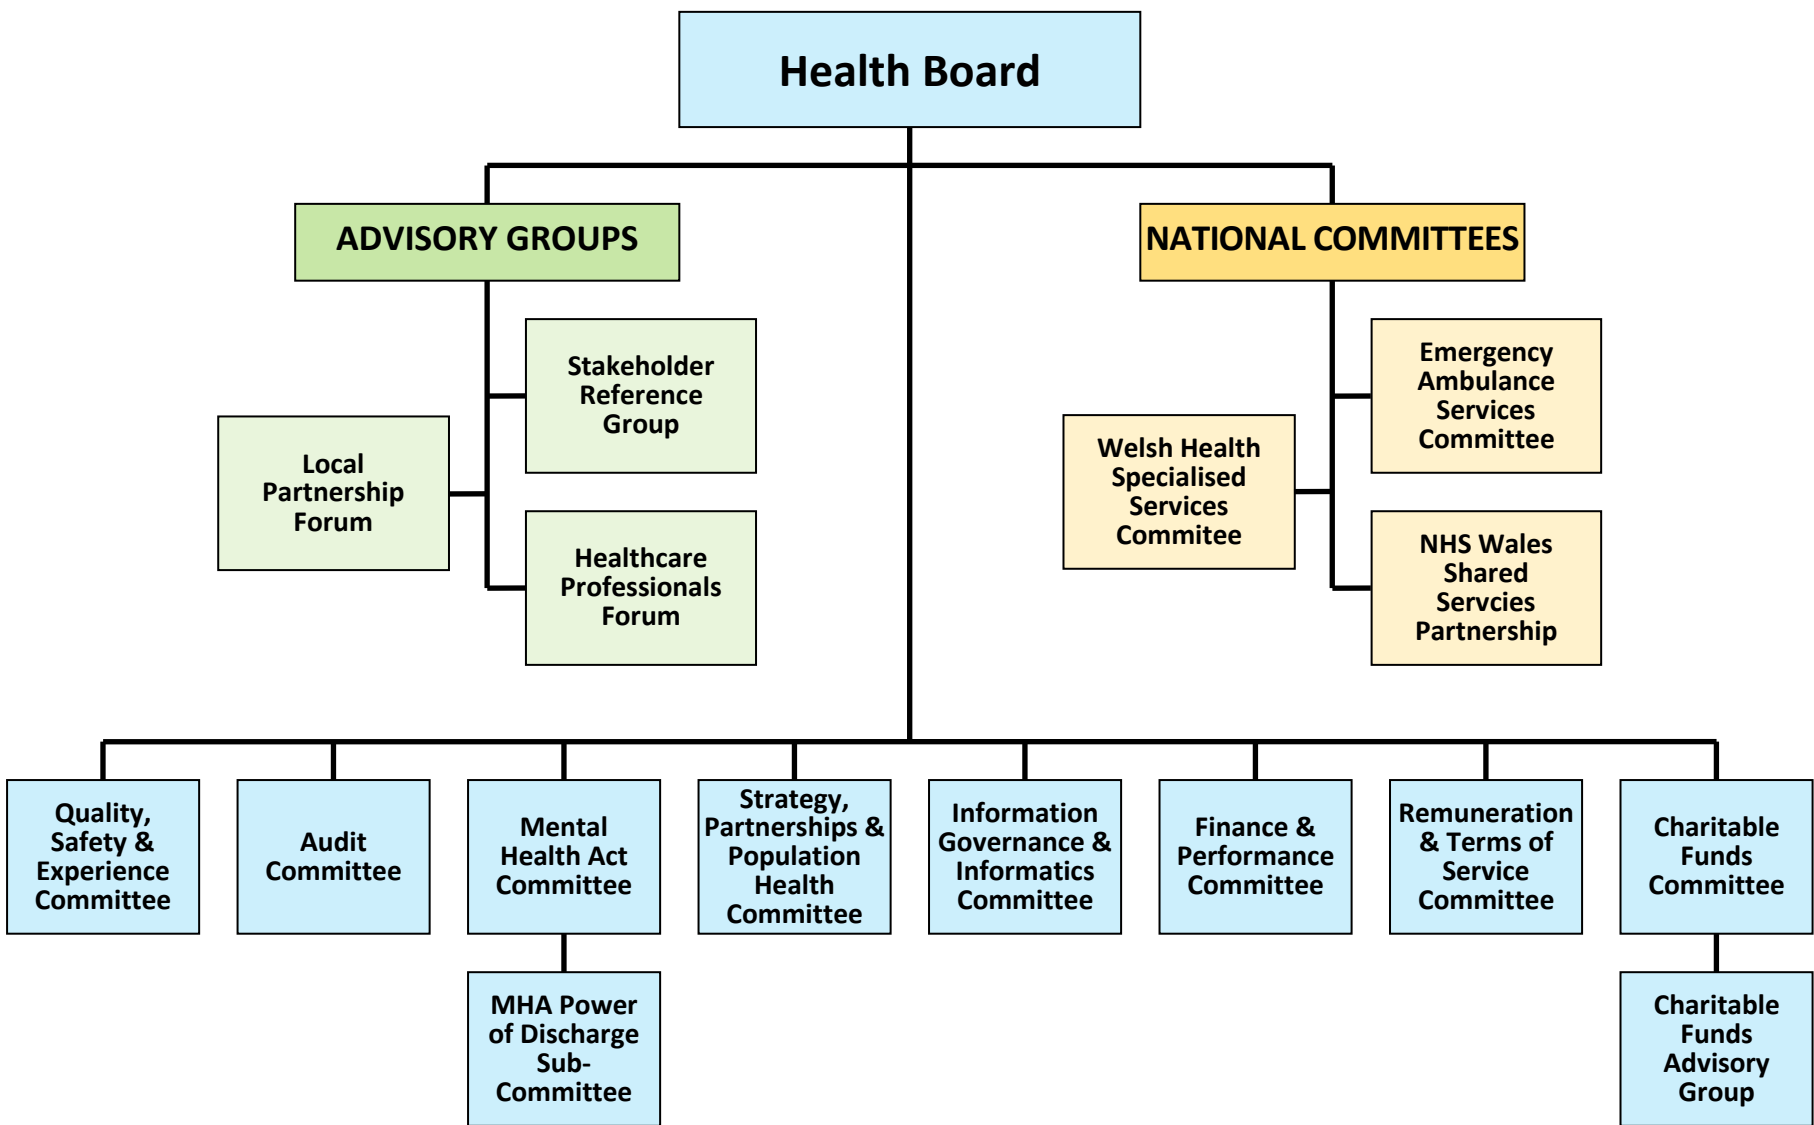 Health Board
ADVISORY GROUPS
NATIONAL COMMITTEES
Stakeholder
Reference
Group
Local
Partnership
Forum
Healthcare
Professionals
Forum
Emergency
Ambulance
Services
Committee
Welsh Health
Specialised
Services
Commitee
NHS Wales
Shared
Servcies
Partnership
Quality,
Safety &
Experience
Committee
Audit
Committee
Mental
Health Act
Committee
Strategy,
Partnerships &
Population
Health
Committee
Information
Governance &
Informatics
Committee
Finance &
Performance
Committee
Remuneration
& Terms of
Service
Committee
Charitable
Funds
Committee
MHA Power
of Discharge
Sub-
Committee
Charitable
Funds
Advisory
Group